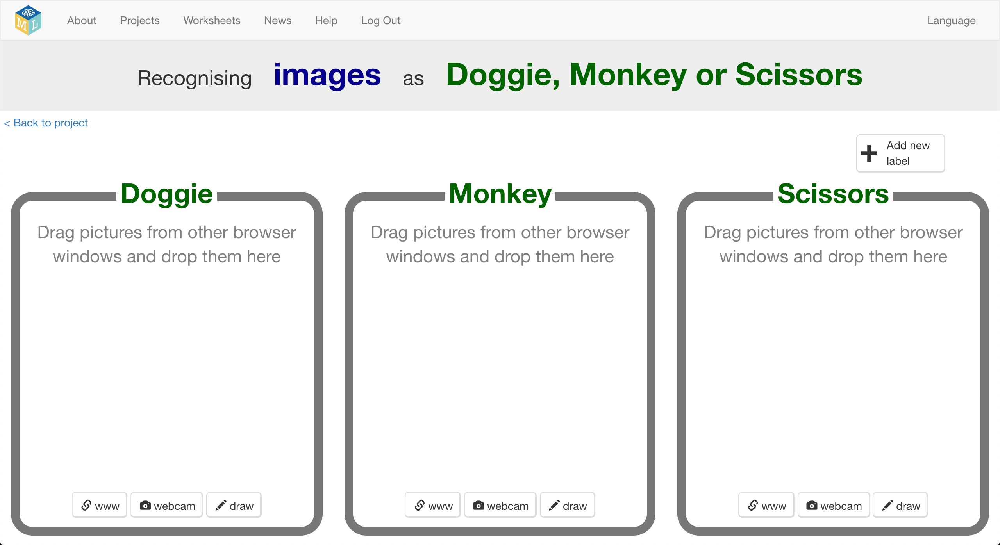 ML
About Projects Worksheets News Help Log Out Language
Recognising images as Doggie, Monkey or Scissors
< Back to project
Add new
label
Doggie
Drag pictures from other browser
windows and drop them here
www webcam draw
Monkey
Drag pictures from other browser
windows and drop them here
www webcam draw
Scissors
Drag pictures from other browser
windows and drop them here
www webcam draw